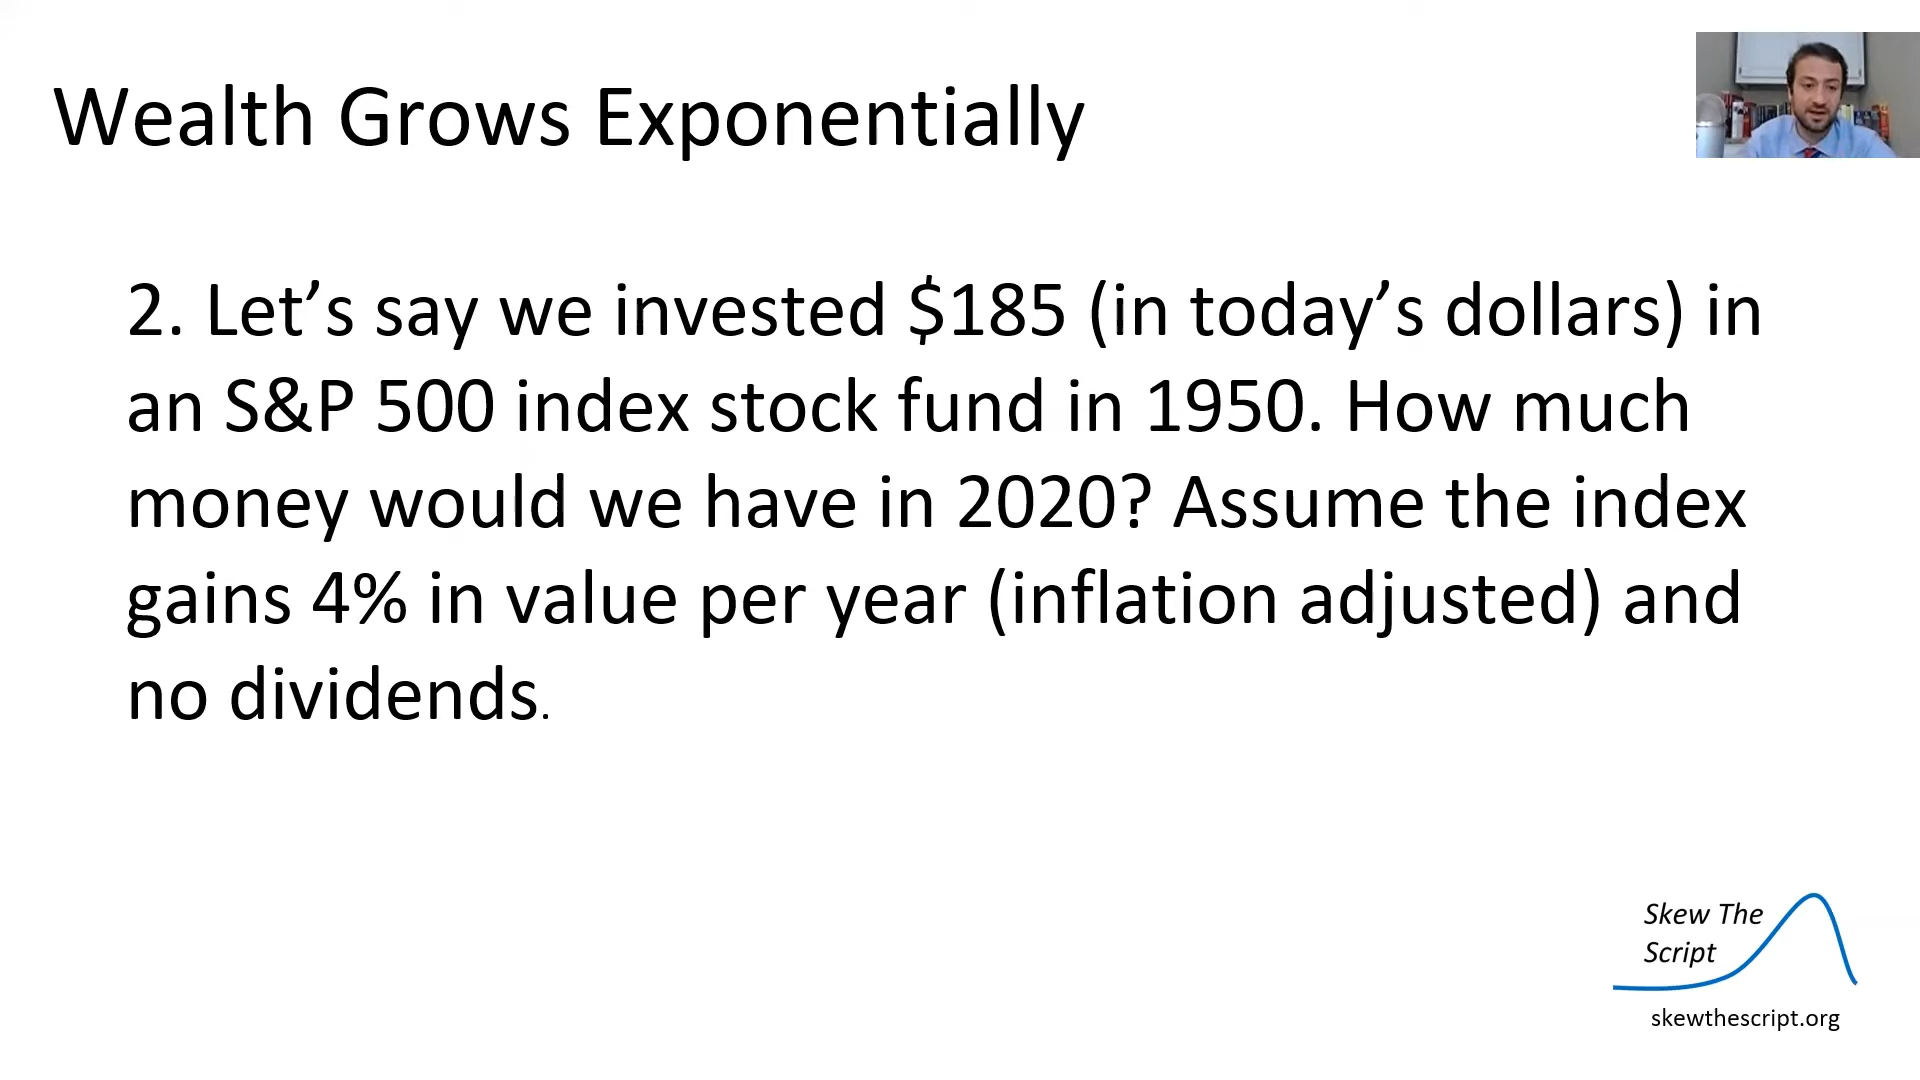 Wealth Grows Exponentially
2. Let’s say we invested $185 (in today’s dollars) in
an S&P 500 index stock fund in 1950. How much
money would we have in 2020? Assume the index
gains 4% in value per year (inflation adjusted) and
no dividends.
Skew The
Script
skewthescript.org